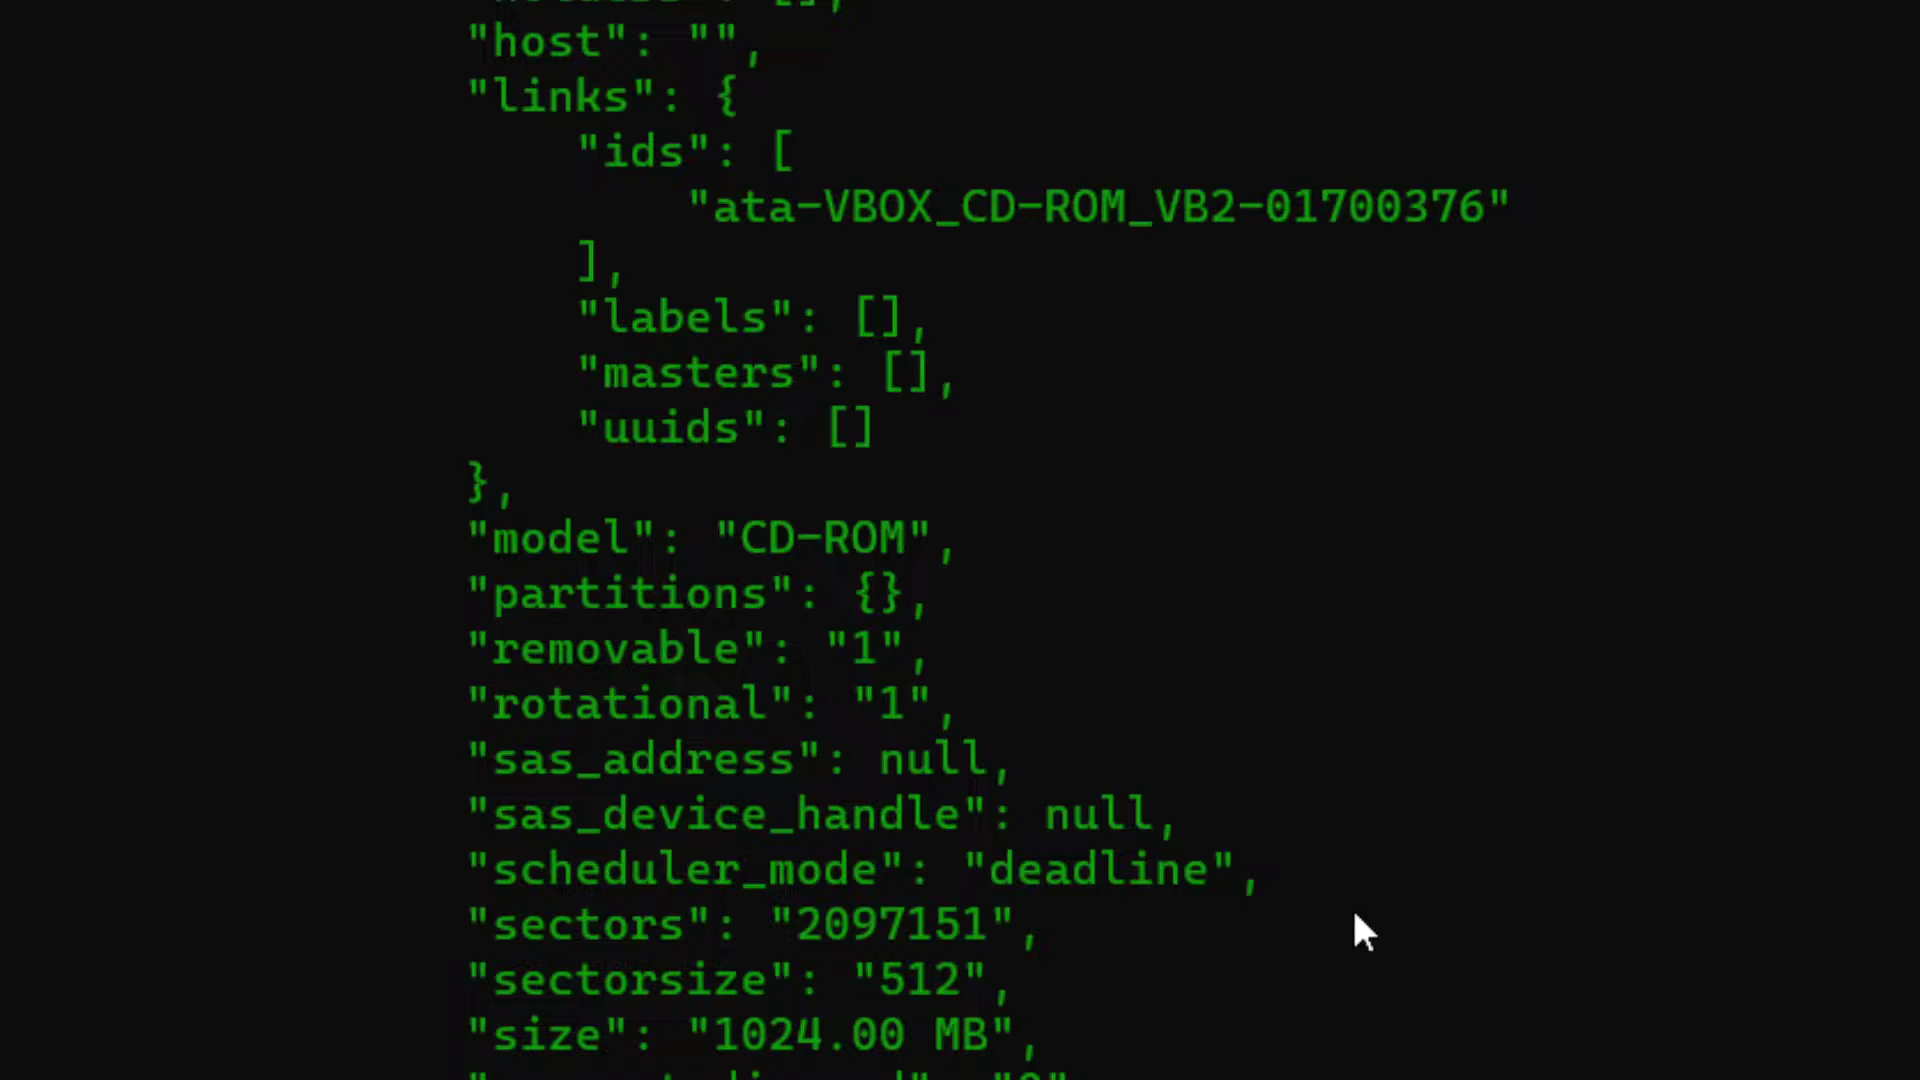 "host": "",
"links": {
"ids": [
"ata-VBOX_CD-ROM_VB2-01700376"
],
"labels": [],
"masters": [],
"uuids": []
},
"model": "CD-ROM",
"partitions": {},
"removable": "1",
"rotational": "1",
"sas_address": null,
"sas_device_handle": null,
"scheduler_mode": "deadline",
"sectors": "2097151",
"sectorsize": "512",
"size": "1024.00 MB",